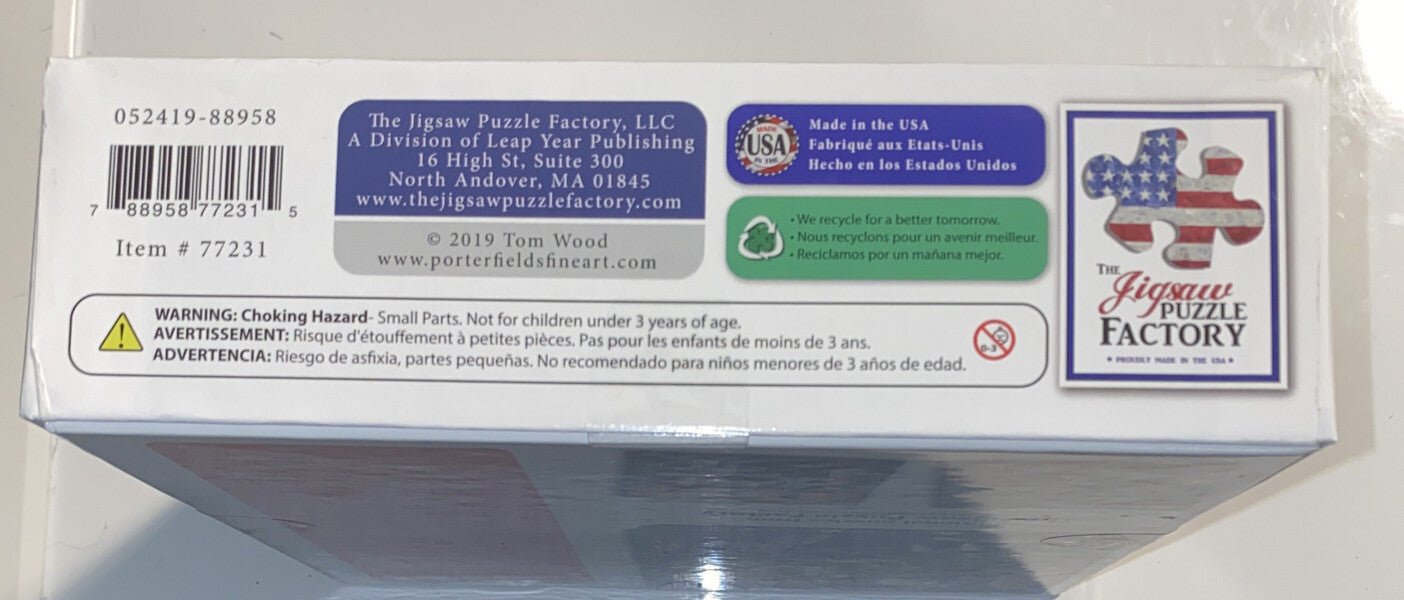 052419-88958
7 88958 77231 5
Item # 77231
The Jigsaw Puzzle Factory, LLC
A Division of Leap Year Publishing
16 High St, Suite 300
North Andover, MA 01845
www.thejigsawpuzzlefactory.com
© 2019 Tom Wood
www.porterfieldsfineart.com
MADE
IN THE
USA
Made in the USA
Fabriqué aux Etats-Unis
Hecho en los Estados Unidos
• We recycle for a better tomorrow.
• Nous recyclons pour un avenir meilleur.
• Reciclamos por un mañana mejor.
THE
Jigsaw
PUZZLE
FACTORY
* PROUDLY MADE IN THE USA *
WARNING: Choking Hazard- Small Parts. Not for children under 3 years of age.
AVERTISSEMENT: Risque d'étouffement à petites pièces. Pas pour les enfants de moins de 3 ans.
ADVERTENCIA: Riesgo de asfixia, partes pequeñas. No recomendado para niños menores de 3 años de edad.
0-3